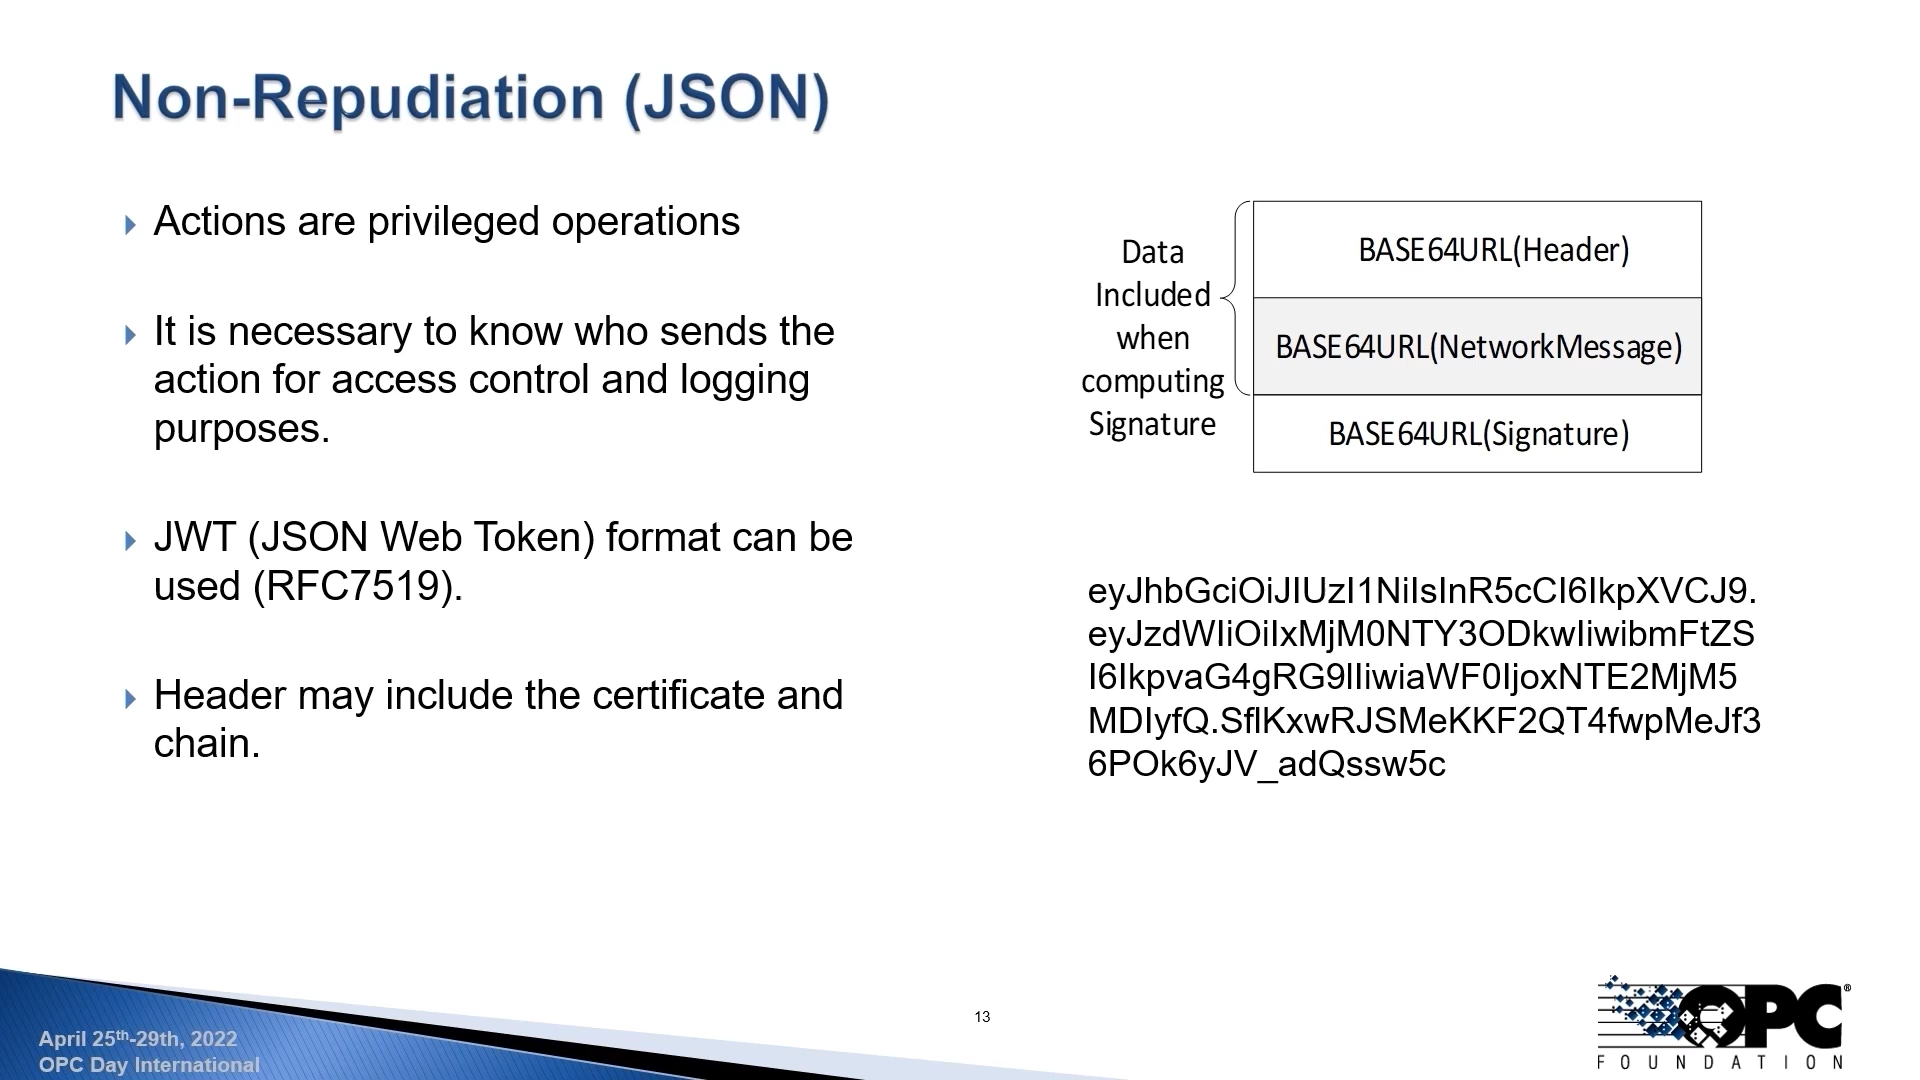 Non-Repudiation (JSON)
Actions are privileged operations
It is necessary to know who sends the
action for access control and logging
purposes.
JWT (JSON Web Token) format can be
used (RFC7519).
Header may include the certificate and
chain.
Data
Included
when
computing
Signature
BASE64URL(Header)
BASE64URL(NetworkMessage)
BASE64URL(Signature)
eyJhbGciOiJIUzI1NiIsInR5cCI6IkpXVCJ9.
eyJzdWIiOiIxMjM0NTY3ODkwIiwibmFtZS
I6IkpvaG4gRG9lIiwiaWF0IjoxNTE2MjM5
MDIyfQ.SflKxwRJSMeKKF2QT4fwpMeJf3
6POk6yJV_adQssw5c
April 25th-29th, 2022
OPC Day International
13
OPC®
FOUNDATION